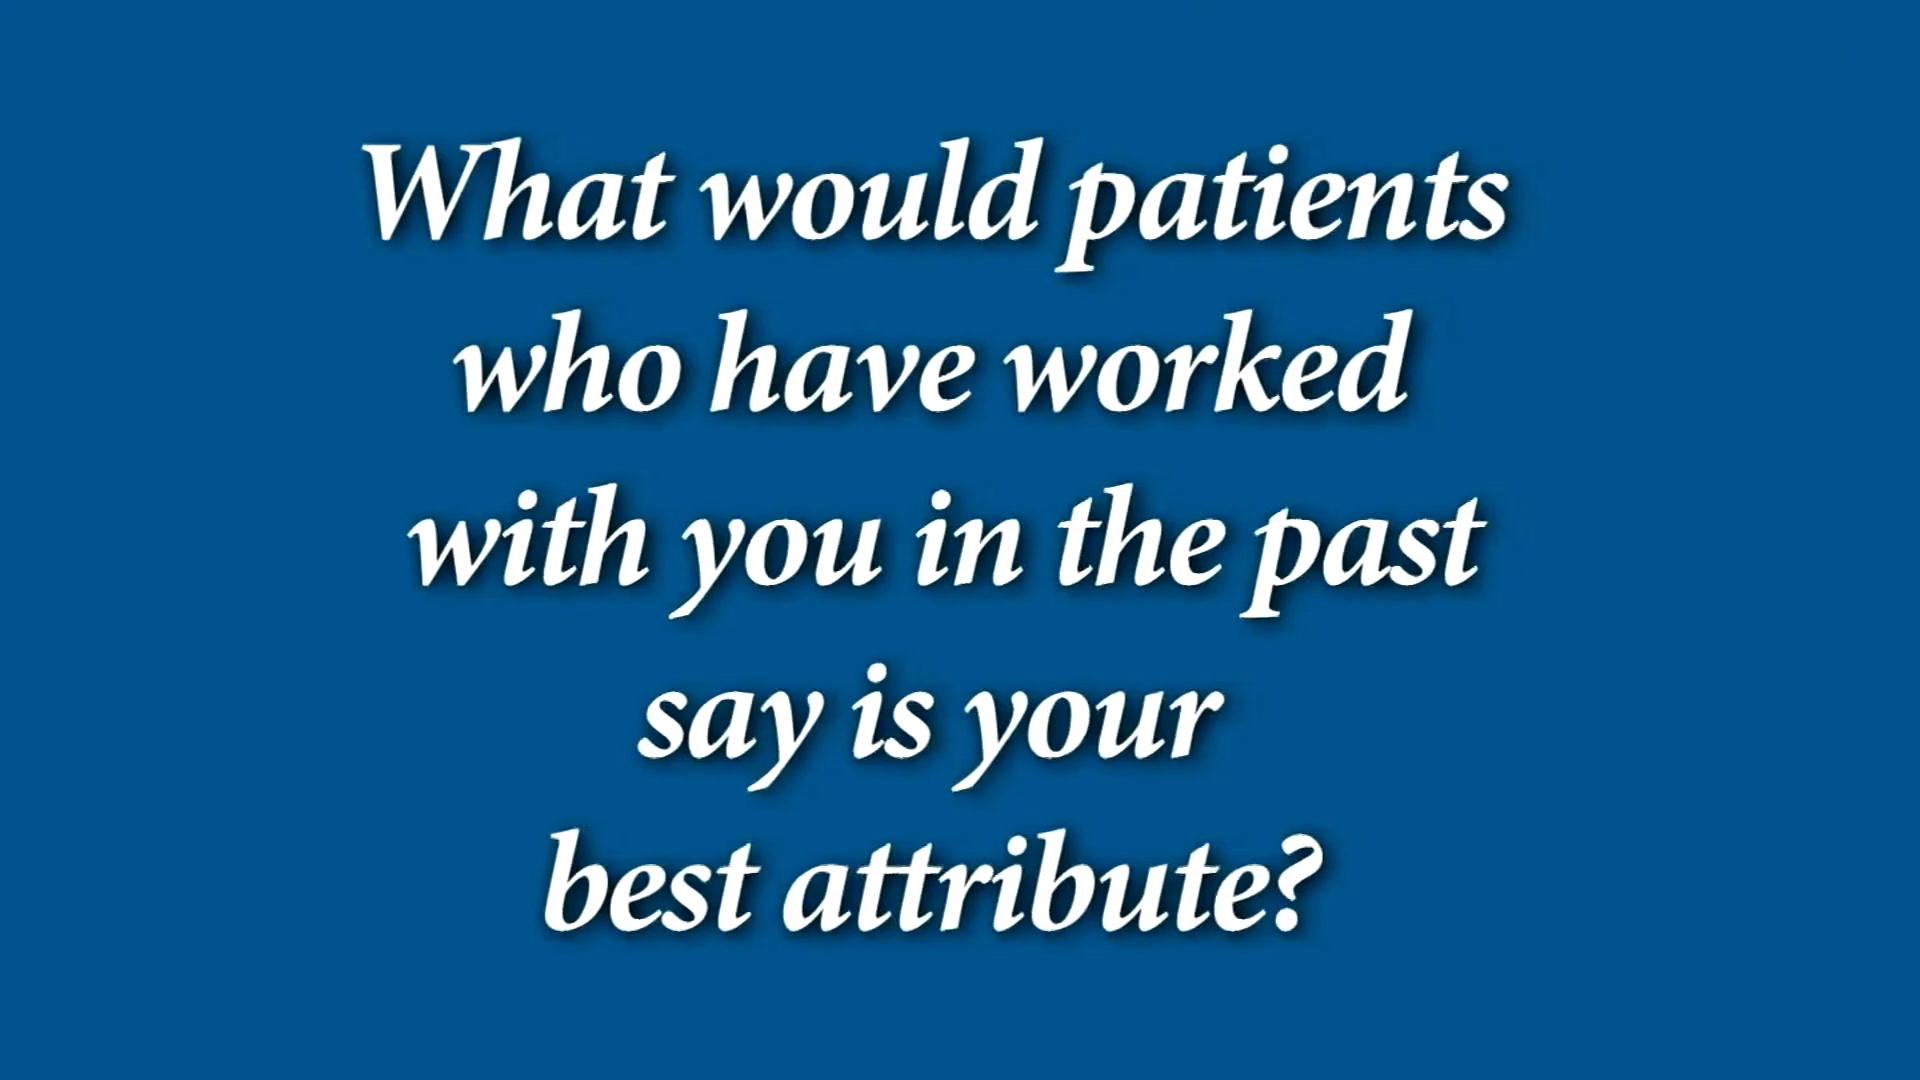 What would patients
who have worked
with you in the past
say is your
best attribute?